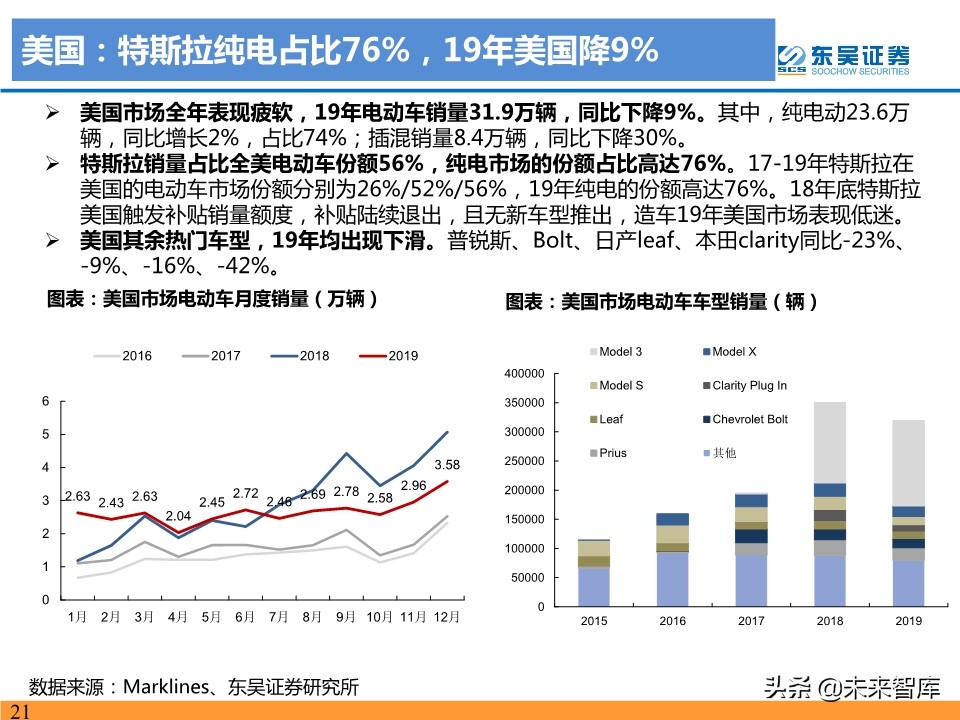 美国：特斯拉纯电占比76%，19年美国降9%
SCS
东吴证券
SOOCHOW SECURITIES
➢ 美国市场全年表现疲软，19年电动车销量31.9万辆，同比下降9%。其中，纯电动23.6万
辆，同比增长2%，占比74%；插混销量8.4万辆，同比下降30%。
➢ 特斯拉销量占比全美电动车份额56%，纯电市场的份额占比高达76%。17-19年特斯拉在
美国的电动车市场份额分别为26%/52%/56%，19年纯电的份额高达76%。18年底特斯拉
美国触发补贴销量额度，补贴陆续退出，且无新车型推出，造车19年美国市场表现低迷。
➢ 美国其余热门车型，19年均出现下滑。普锐斯、Bolt、日产leaf、本田clarity同比-23%、
-9%、-16%、-42%。
图表：美国市场电动车月度销量（万辆）
2016 2017 2018 2019
6
5
4
3
2
1
0
2.63 2.43 2.63 2.04 2.45 2.72 2.46 2.69 2.78 2.58 2.96 3.58
1月 2月 3月 4月 5月 6月 7月 8月 9月 10月 11月 12月
图表：美国市场电动车车型销量（辆）
Model 3 Model X
Model S Clarity Plug In
Leaf Chevrolet Bolt
Prius 其他
400000
350000
300000
250000
200000
150000
100000
50000
0
2015 2016 2017 2018 2019
数据来源：Marklines、东吴证券研究所
头条 @未来智库
21